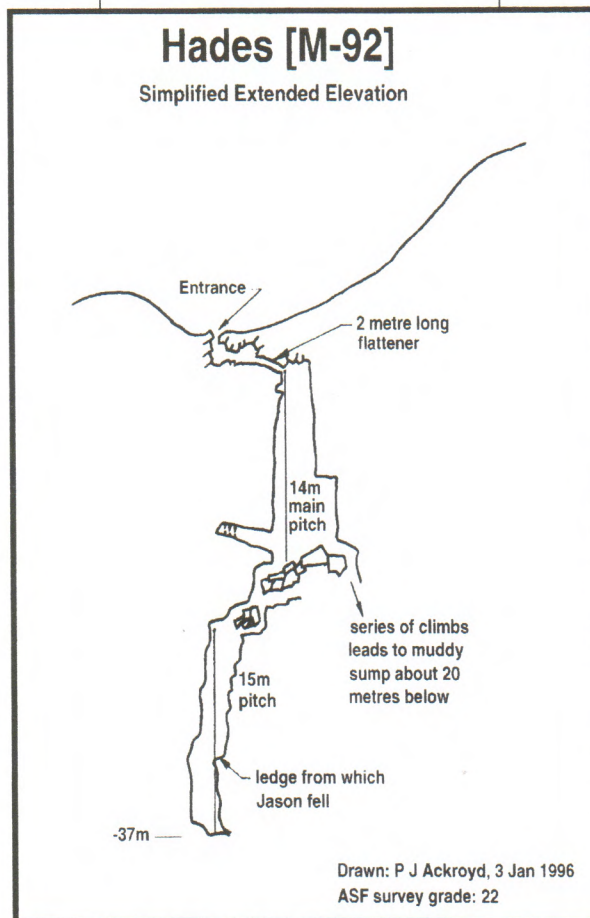 Hades [M-92]
Simplified Extended Elevation
Entrance
2 metre long
flattener
14m
main
pitch
series of climbs
leads to muddy
sump about 20
metres below
15m
pitch
ledge from which
Jason fell
-37m
Drawn: P J Ackroyd, 3 Jan 1996
ASF survey grade: 22